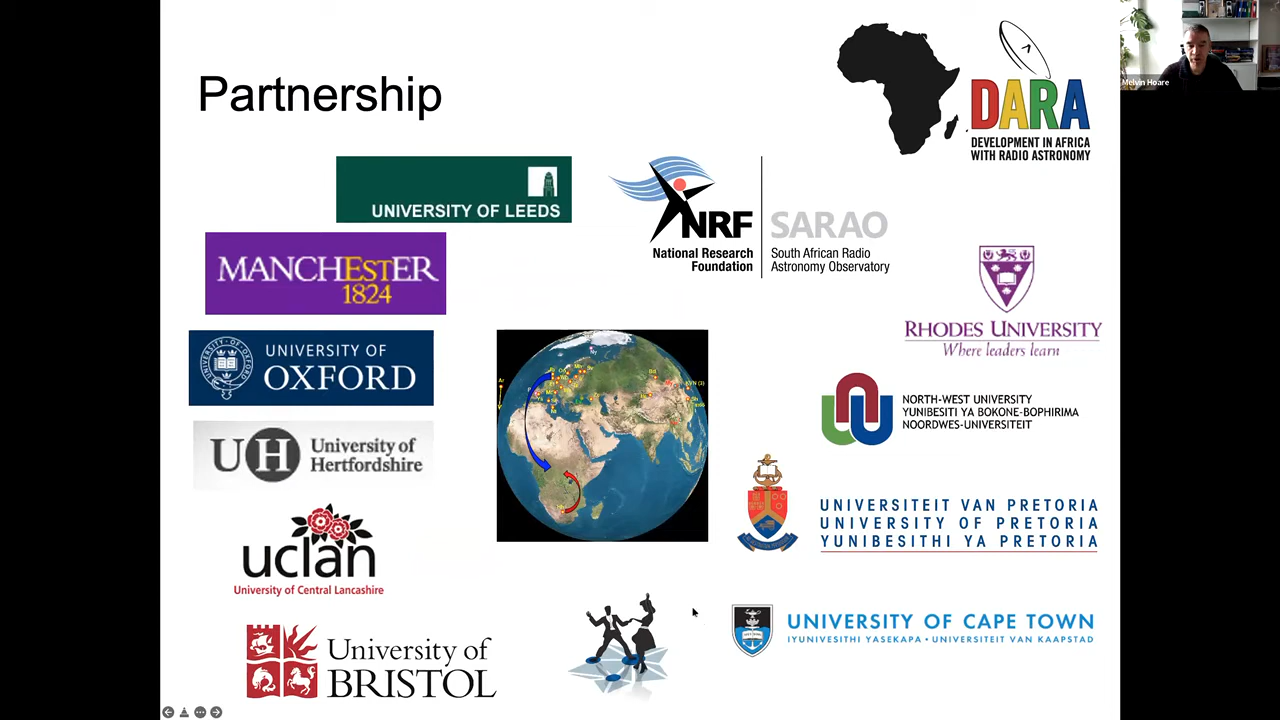 Partnership
DARA
DEVELOPMENT IN AFRICA
WITH RADIO ASTRONOMY
Melvin Hoare
UNIVERSITY OF LEEDS
NRF
National Research
Foundation
SARAO
South African Radio
Astronomy Observatory
MANCHESTER
1824
RHODES UNIVERSITY
Where leaders learn
UNIVERSITY OF
OXFORD
NORTH-WEST UNIVERSITY
YUNIBESITI YA BOKONE-BOPHIRIMA
NOORDWES-UNIVERSITEIT
UH
University of
Hertfordshire
UNIVERSITEIT VAN PRETORIA
UNIVERSITY OF PRETORIA
YUNIBESITHI YA PRETORIA
uclan
University of Central Lancashire
UNIVERSITY OF CAPE TOWN
IYUNIVESITHI YASEKAPA • UNIVERSITEIT VAN KAAPSTAD
University of
BRISTOL